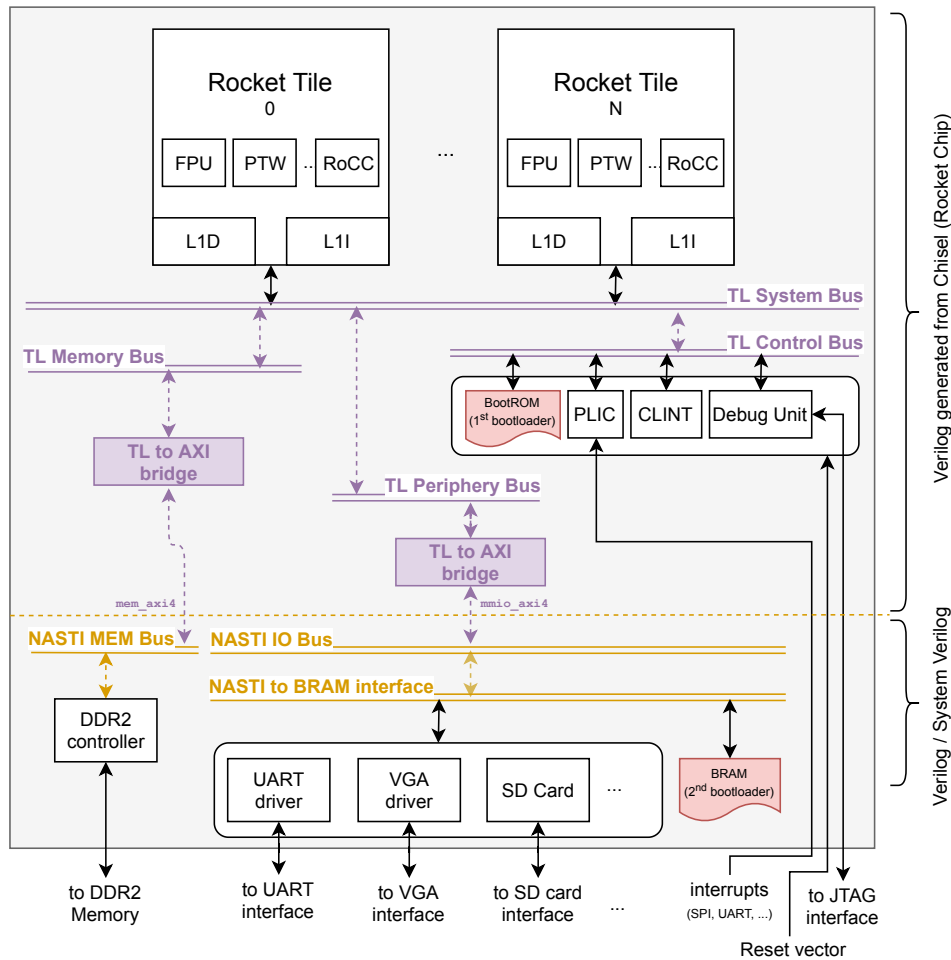 Rocket Tile
0
FPU
PTW
...
RoCC
L1D
L1I
...
Rocket Tile
N
FPU
PTW
...
RoCC
L1D
L1I
Verilog generated from Chisel (Rocket Chip)
TL System Bus
TL Memory Bus
TL Control Bus
BootROM
(1st bootloader)
PLIC
CLINT
Debug Unit
TL to AXI
bridge
TL Periphery Bus
TL to AXI
bridge
mem_axi4
mmio_axi4
NASTI MEM Bus
NASTI IO Bus
NASTI to BRAM interface
Verilog / System Verilog
DDR2
controller
UART
driver
VGA
driver
SD Card
...
BRAM
(2nd bootloader)
to DDR2
Memory
to UART
interface
to VGA
interface
to SD card
interface
...
interrupts
(SPI, UART, ...)
to JTAG
interface
Reset vector